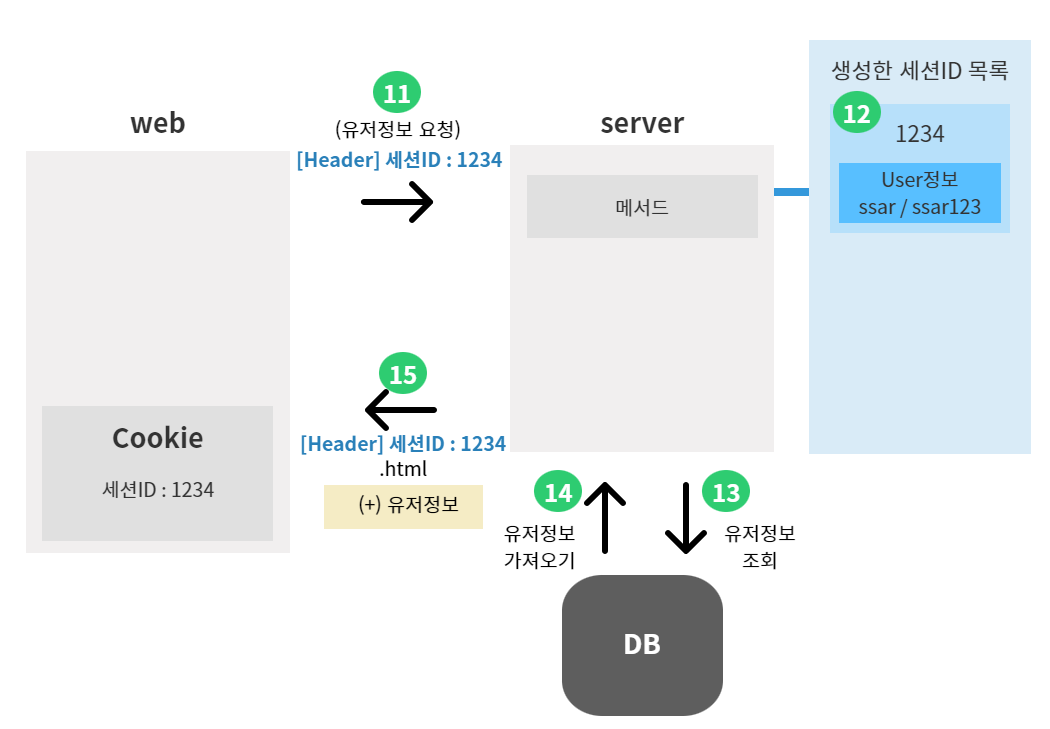 생성한 세션ID 목록
11
12
web
(유저정보 요청)
server
1234
[Header] 세션ID : 1234
User정보
메서드
ssar / ssar123
15
Cookie
[Header] 세션ID : 1234
.html
세션ID : 1234
(+) 유저정보
14
13
유저정보
가져오기
유저정보
조회
DB